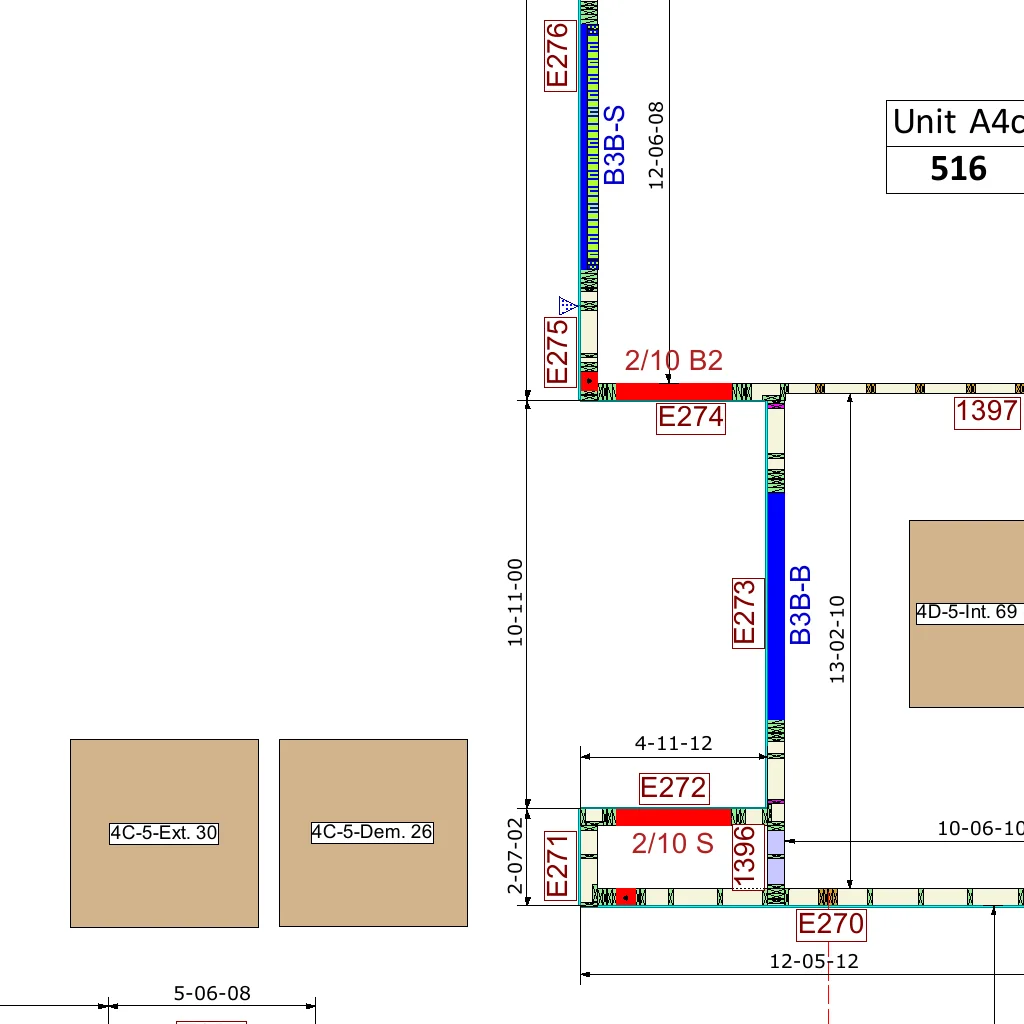 E276
B3B-S
12-06-08
Unit A4c
516
E275
2/10 B2
E274
1397
10-11-00
E273
B3B-B
13-02-10
4D-5-Int. 69
4-11-12
E272
4C-5-Ext. 30
4C-5-Dem. 26
2-07-02
E271
2/10 S
1396
10-06-10
E270
12-05-12
5-06-08